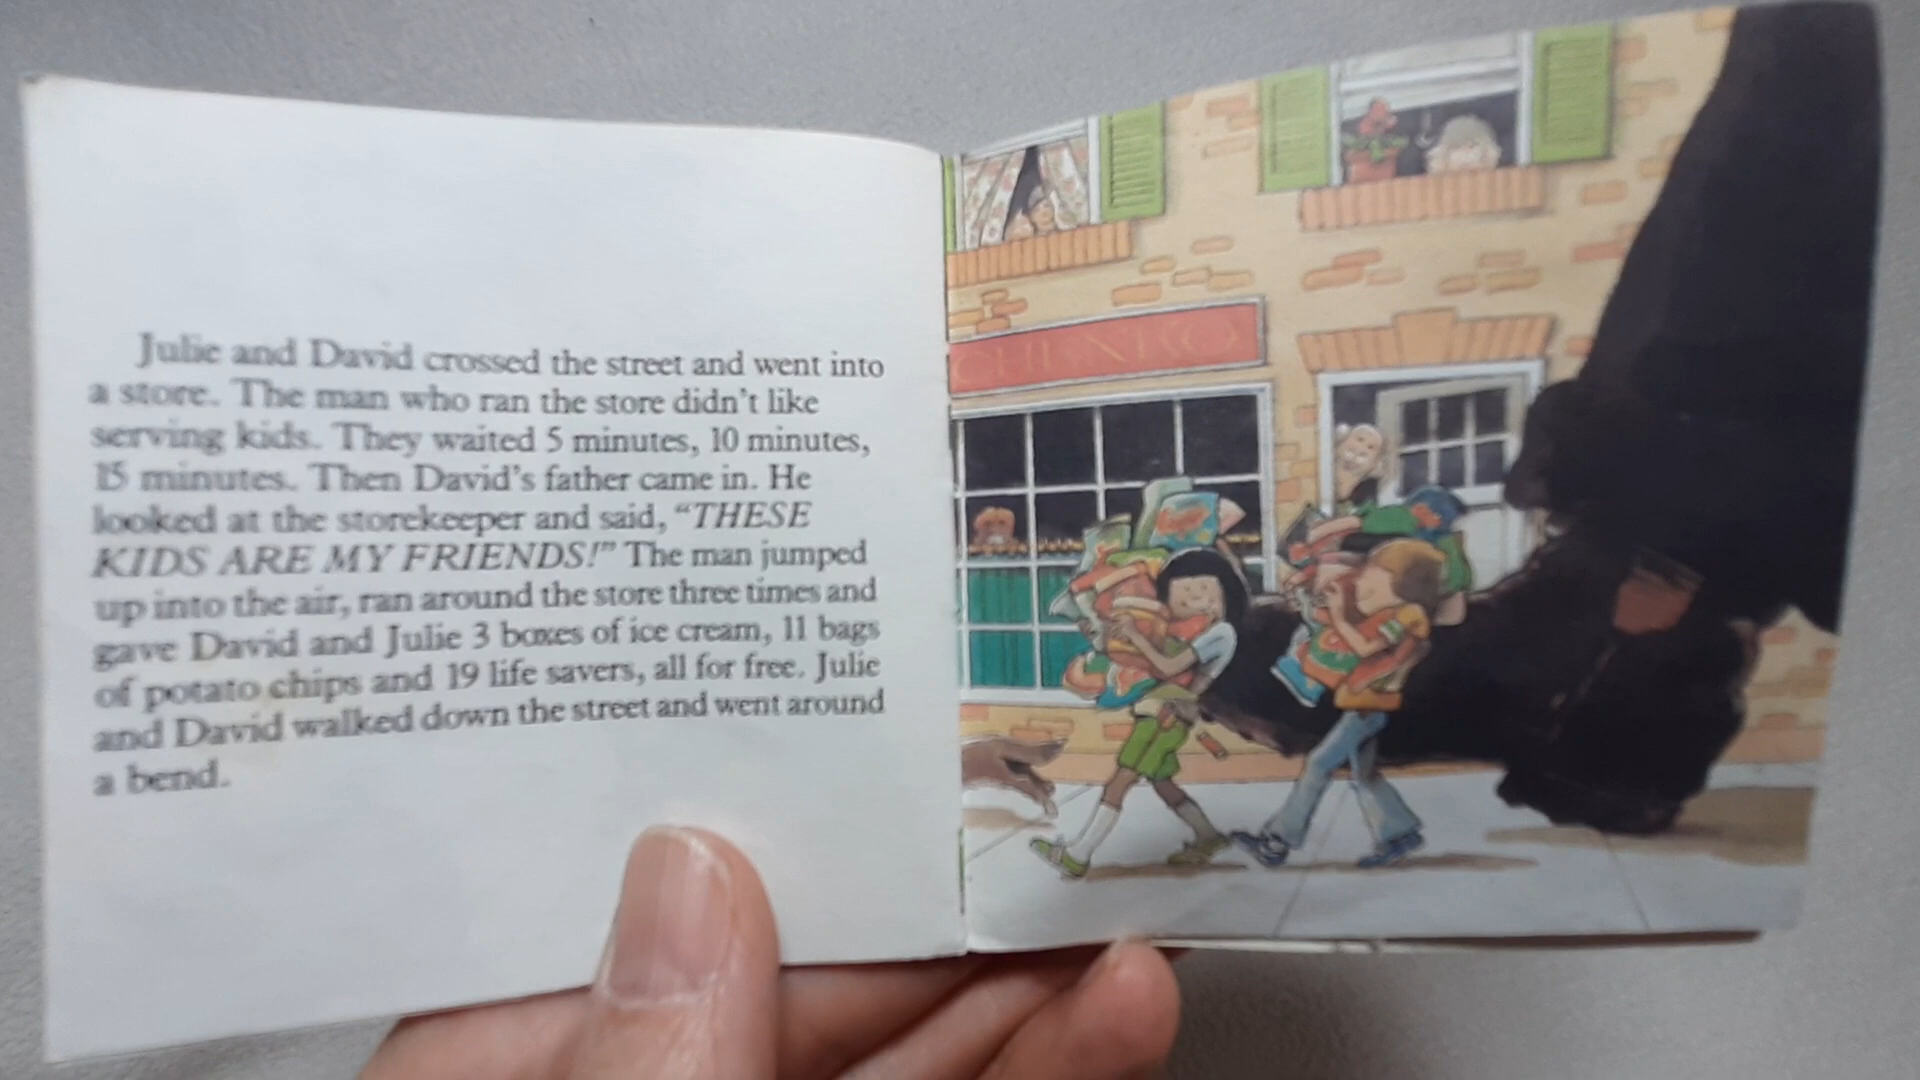 Julie and David crossed the street and went into
a store. The man who ran the store didn't like
serving kids. They waited 5 minutes, 10 minutes,
15 minutes. Then David's father came in. He
looked at the storekeeper and said, “THESE
KIDS ARE MY FRIENDS!” The man jumped
up into the air, ran around the store three times and
gave David and Julie 3 boxes of ice cream, 11 bags
of potato chips and 19 life savers, all for free. Julie
and David walked down the street and went around
a bend.